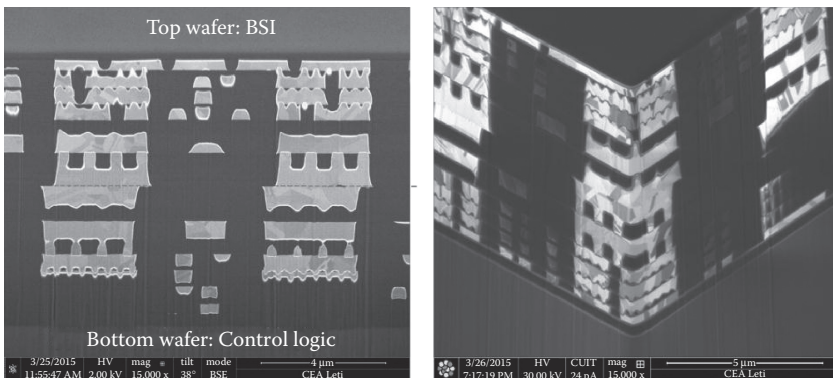 Top wafer: BSI
Bottom wafer: Control logic
3/25/2015 HV mag tilt mode 4 µm
11:55:47 AM 2.00 kV 15,000 x 38° BSE CEA Leti
3/26/2015 HV CUIT mag 5 µm
7:17:19 PM 30.00 kV 24 nA 15,000 x CEA Leti